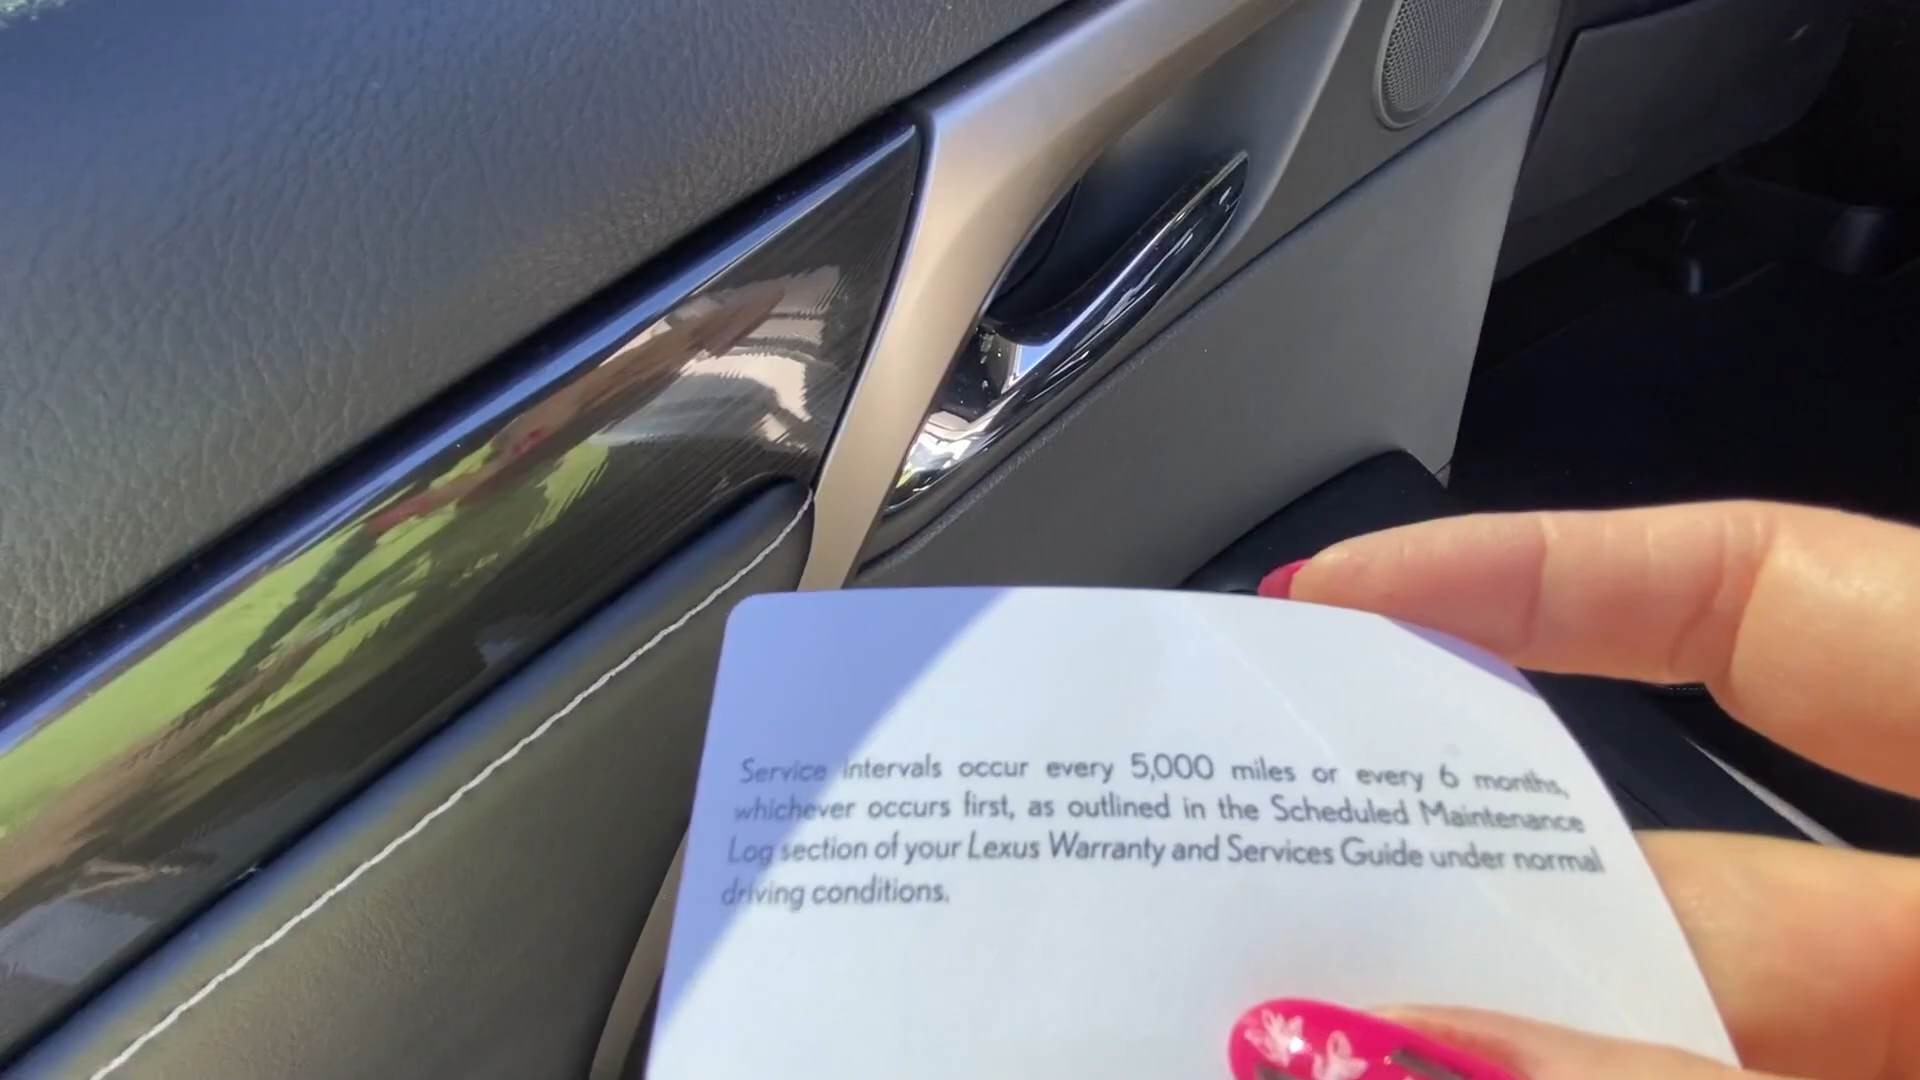 Service intervals occur every 5,000 miles or every 6 months,
whichever occurs first, as outlined in the Scheduled Maintenance
Log section of your Lexus Warranty and Services Guide under normal
driving conditions.